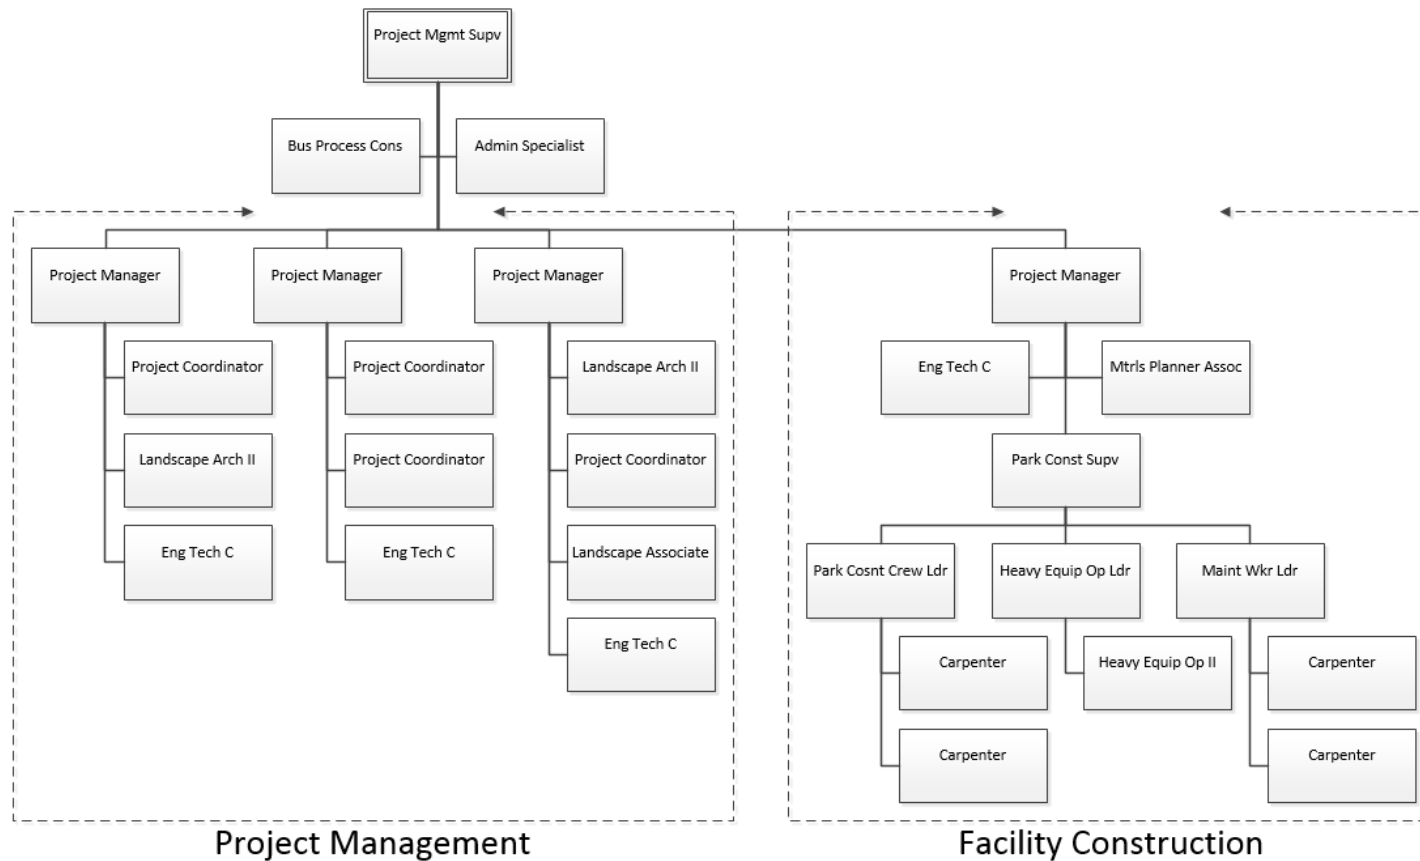 Project Mgmt Supv
Bus Process Cons
Admin Specialist
Project Manager
Project Manager
Project Manager
Project Manager
Project Coordinator
Project Coordinator
Landscape Arch II
Eng Tech C
Mtrls Planner Assoc
Landscape Arch II
Project Coordinator
Project Coordinator
Park Const Supv
Eng Tech C
Eng Tech C
Landscape Associate
Park Cosnt Crew Ldr
Heavy Equip Op Ldr
Maint Wkr Ldr
Eng Tech C
Carpenter
Heavy Equip Op II
Carpenter
Carpenter
Carpenter
Project Management
Facility Construction